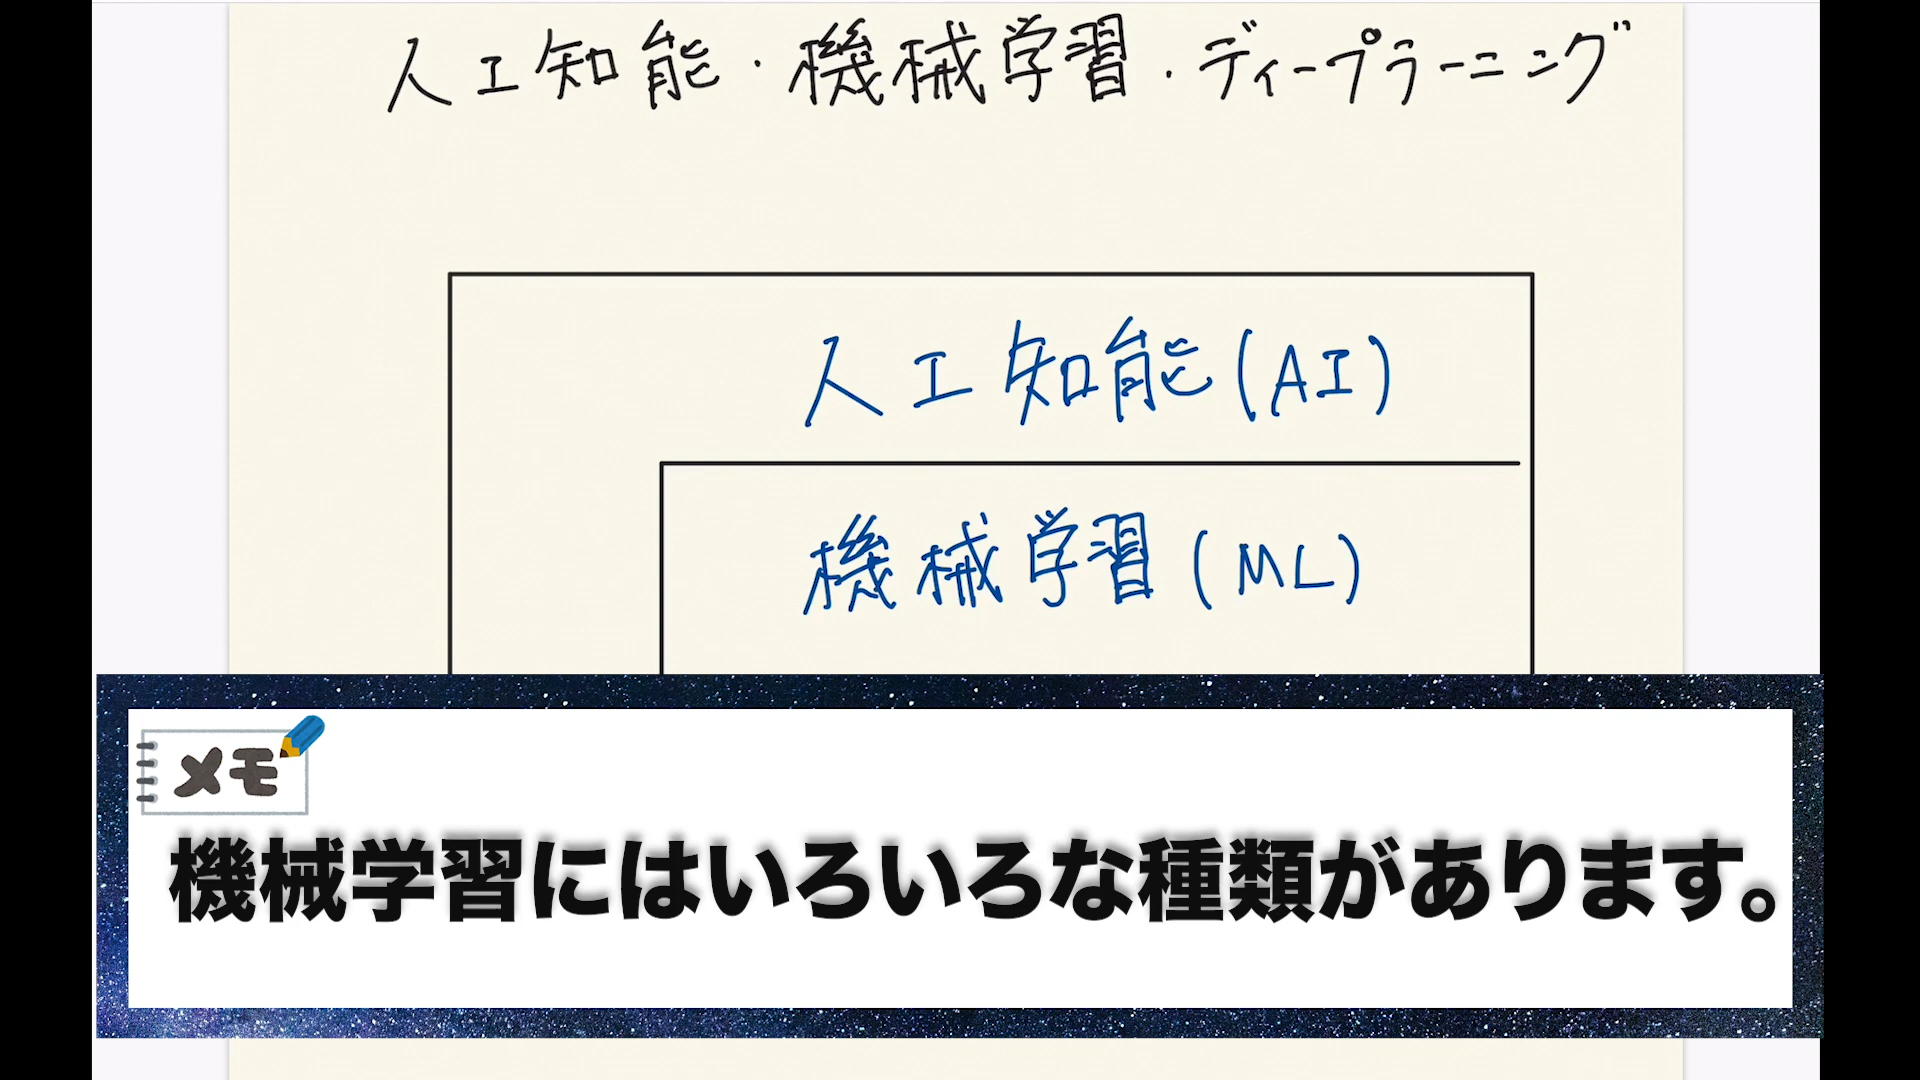 人工知能・機械学習・ディープラーニング
人工知能(AI)
機械学習(ML)
メモ
機械学習にはいろいろな種類があります。